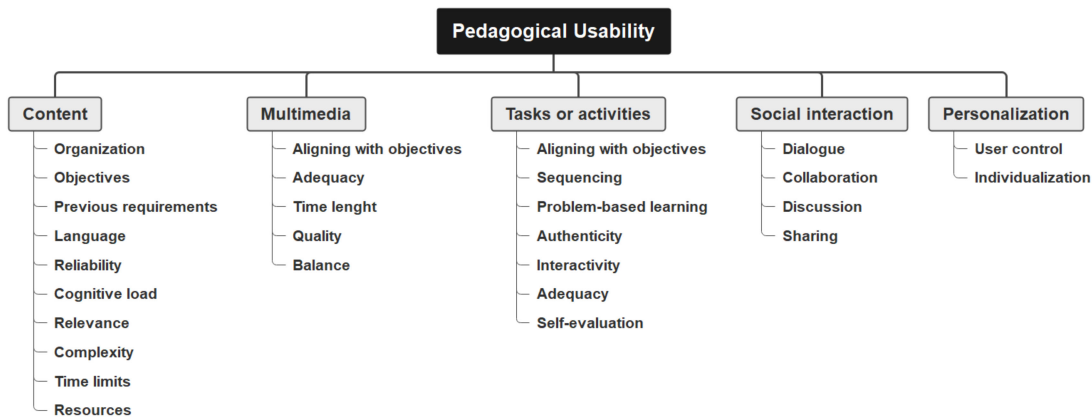 Pedagogical Usability
Content
Organization
Objectives
Previous requirements
Language
Reliability
Cognitive load
Relevance
Complexity
Time limits
Resources
Multimedia
Aligning with objectives
Adequacy
Time lenght
Quality
Balance
Tasks or activities
Aligning with objectives
Sequencing
Problem-based learning
Authenticity
Interactivity
Adequacy
Self-evaluation
Social interaction
Dialogue
Collaboration
Discussion
Sharing
Personalization
User control
Individualization